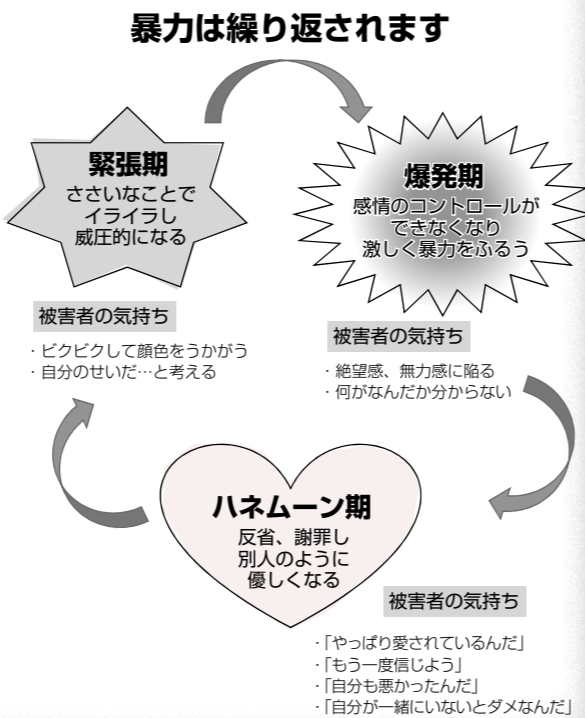 暴力は繰り返されます
緊張期
ささいなことで
イライラし
威圧的になる
被害者の気持ち
・ビクビクして顔色をうかがう
・自分のせいだ…と考える
爆発期
感情のコントロールが
できなくなり
激しく暴力をふるう
被害者の気持ち
・絶望感、無力感に陥る
・何がなんだか分からない
ハネムーン期
反省、謝罪し
別人のように
優しくなる
被害者の気持ち
・「やっぱり愛されているんだ」
・「もう一度信じよう」
・「自分も悪かったんだ」
・「自分が一緒にいないとダメなんだ」